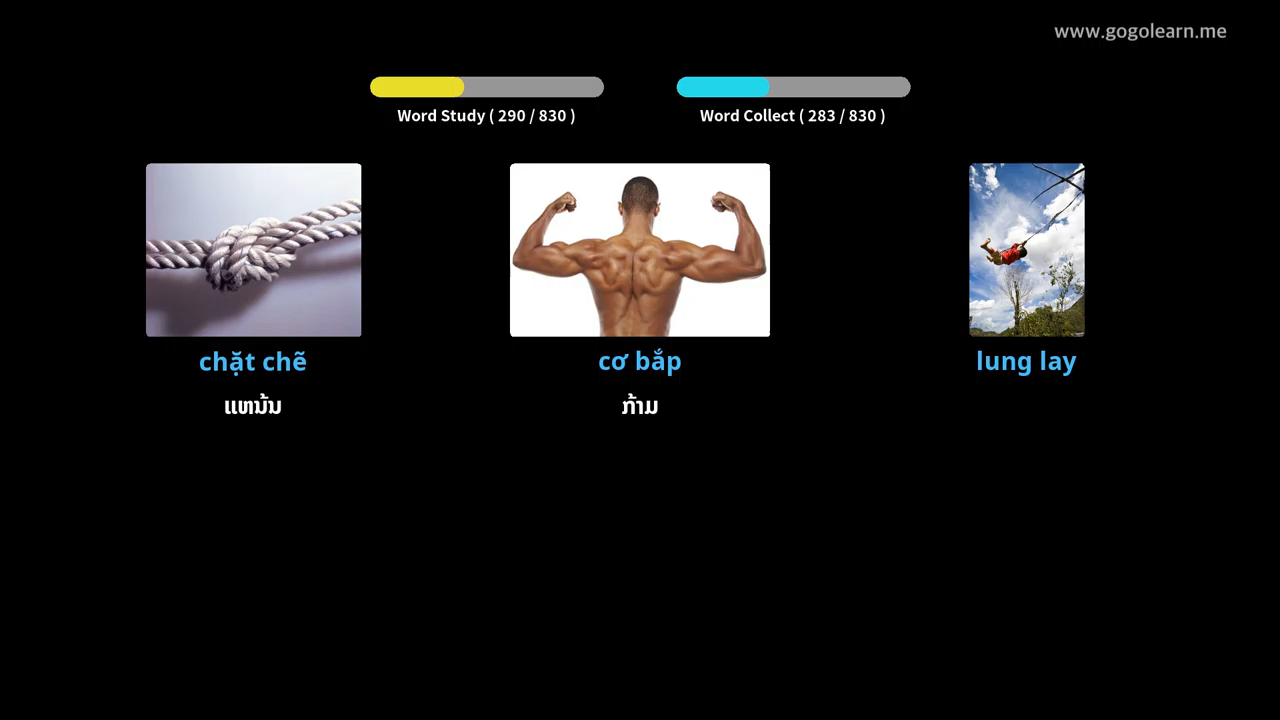 www.gogolearn.me
Word Study ( 290 / 830 )
Word Collect ( 283 / 830 )
chặt chẽ
cơ bắp
lung lay
ແຫນ້ນ
ກ້າມ